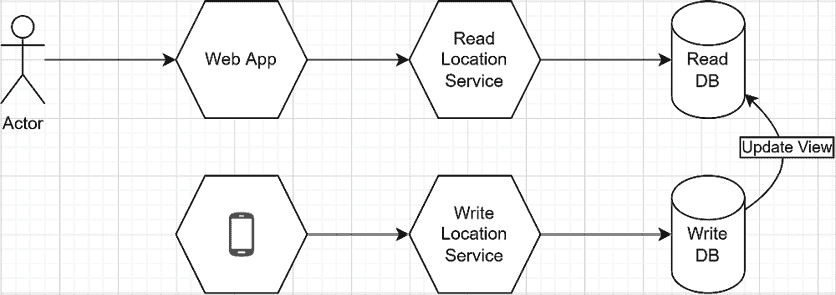 Actor
Web App
Read
Location
Service
Read
DB
Update View
Write
Location
Service
Write
DB